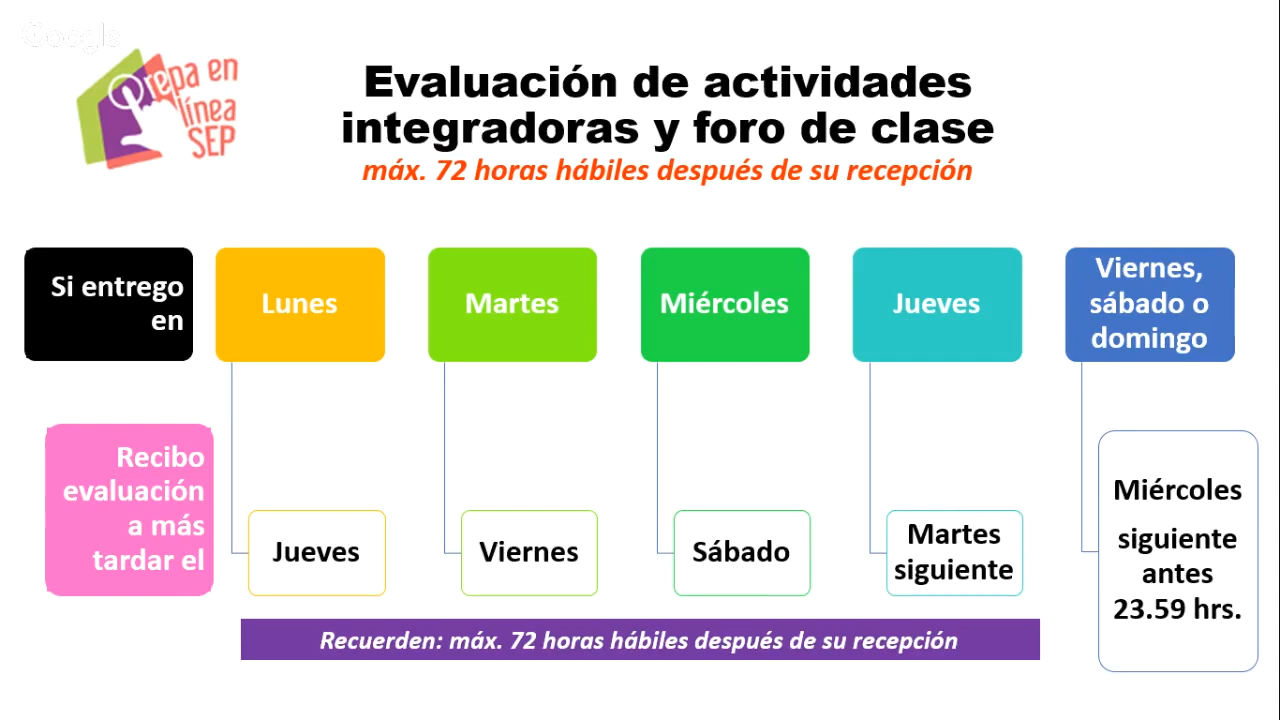 Google
Prepa en
línea
SEP
Evaluación de actividades
integradoras y foro de clase
máx. 72 horas hábiles después de su recepción
Si entrego
en
Lunes
Martes
Miércoles
Jueves
Viernes,
sábado o
domingo
Recibo
evaluación
a más
tardar el
Jueves
Viernes
Sábado
Martes
siguiente
Miércoles
siguiente
antes
23.59 hrs.
Recuerden: máx. 72 horas hábiles después de su recepción